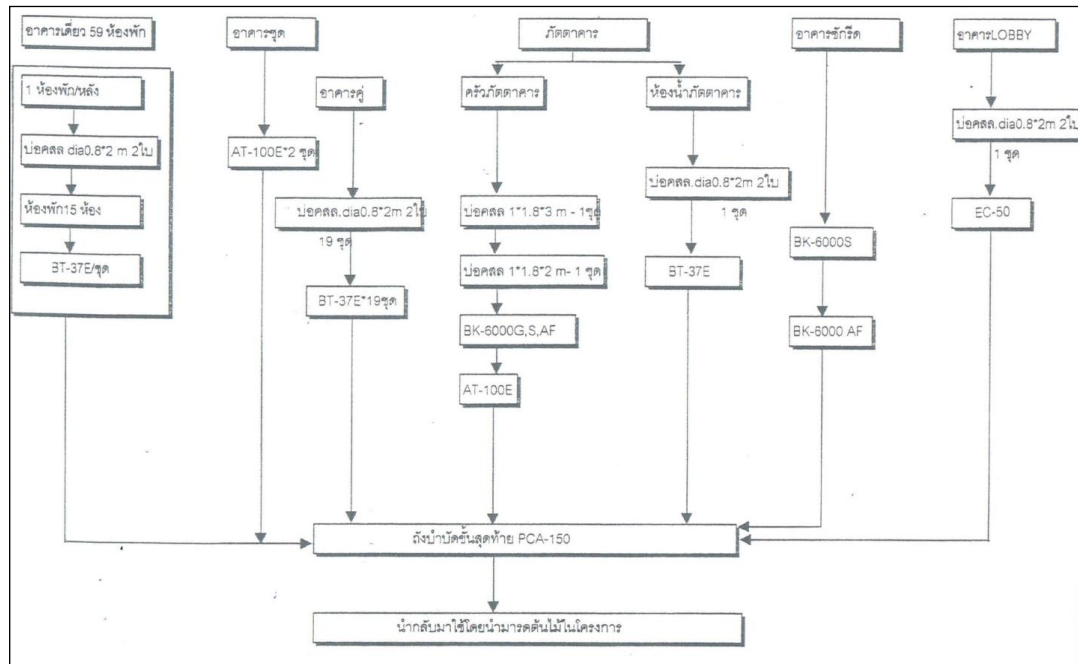 อาคารเดี่ยว 59 ห้องพัก
1 ห้องพัก/หลัง
บ่อคสล dia0.8*2 m 2ใบ
ห้องพัก15 ห้อง
BT-37E/ชุด
อาคารชุด
AT-100E*2 ชุด
อาคารคู่
บ่อคสล.dia0.8*2m 2ใบ
19 ชุด
BT-37E*19ชุด
ภัตตาคาร
ครัวภัตตาคาร
บ่อคสล 1*1.8*3 m - 1ชุด
บ่อคสล 1*1.8*2 m- 1 ชุด
BK-6000G,S,AF
AT-100E
ห้องน้ำภัตตาคาร
บ่อคสล.dia0.8*2m 2ใบ
1 ชุด
BT-37E
อาคารซักรีด
BK-6000S
BK-6000 AF
อาคารLOBBY
บ่อคสล.dia0.8*2m 2ใบ
1 ชุด
EC-50
ถังบำบัดขั้นสุดท้าย PCA-150
นำกลับมาใช้โดยนำมารดต้นไม้ในโครงการ